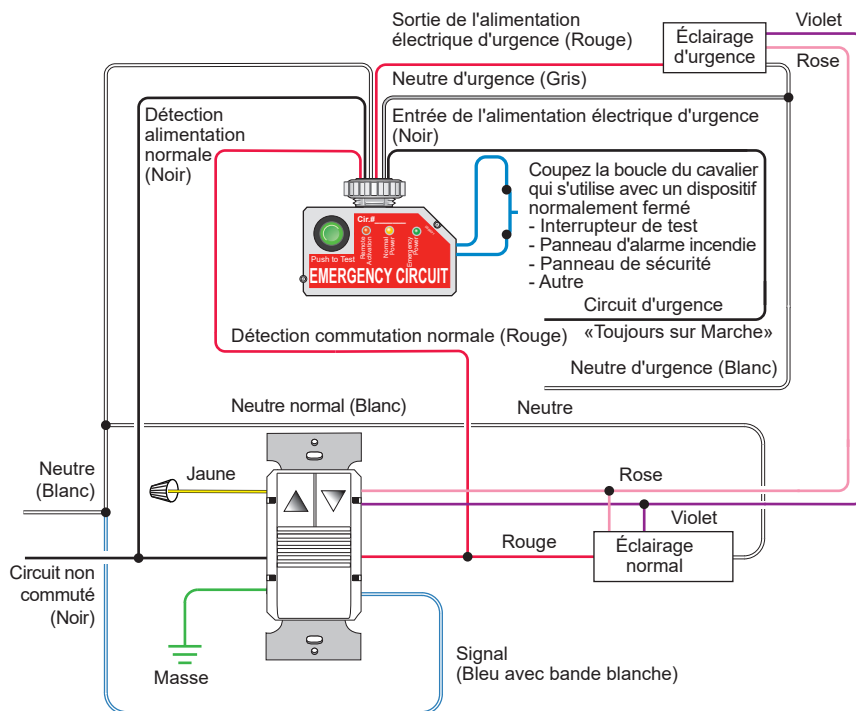 Sortie de l'alimentation
électrique d'urgence (Rouge)
Violet
Éclairage
d'urgence
Rose
Neutre d'urgence (Gris)
Détection
alimentation
normale
(Noir)
Entrée de l'alimentation électrique d'urgence
(Noir)
Coupez la boucle du cavalier
qui s'utilise avec un dispositif
normalement fermé
- Interrupteur de test
- Panneau d'alarme incendie
- Panneau de sécurité
- Autre
Cir.#______
Push to Test
Remote
Activation
Normal
Power
Emergency
Power
EMERGENCY CIRCUIT
Circuit d'urgence
«Toujours sur Marche»
Détection commutation normale (Rouge)
Neutre d'urgence (Blanc)
Neutre normal (Blanc)
Neutre
Neutre
(Blanc)
Jaune
Rose
Violet
Rouge
Éclairage
normal
Circuit non
commuté
(Noir)
Masse
Signal
(Bleu avec bande blanche)